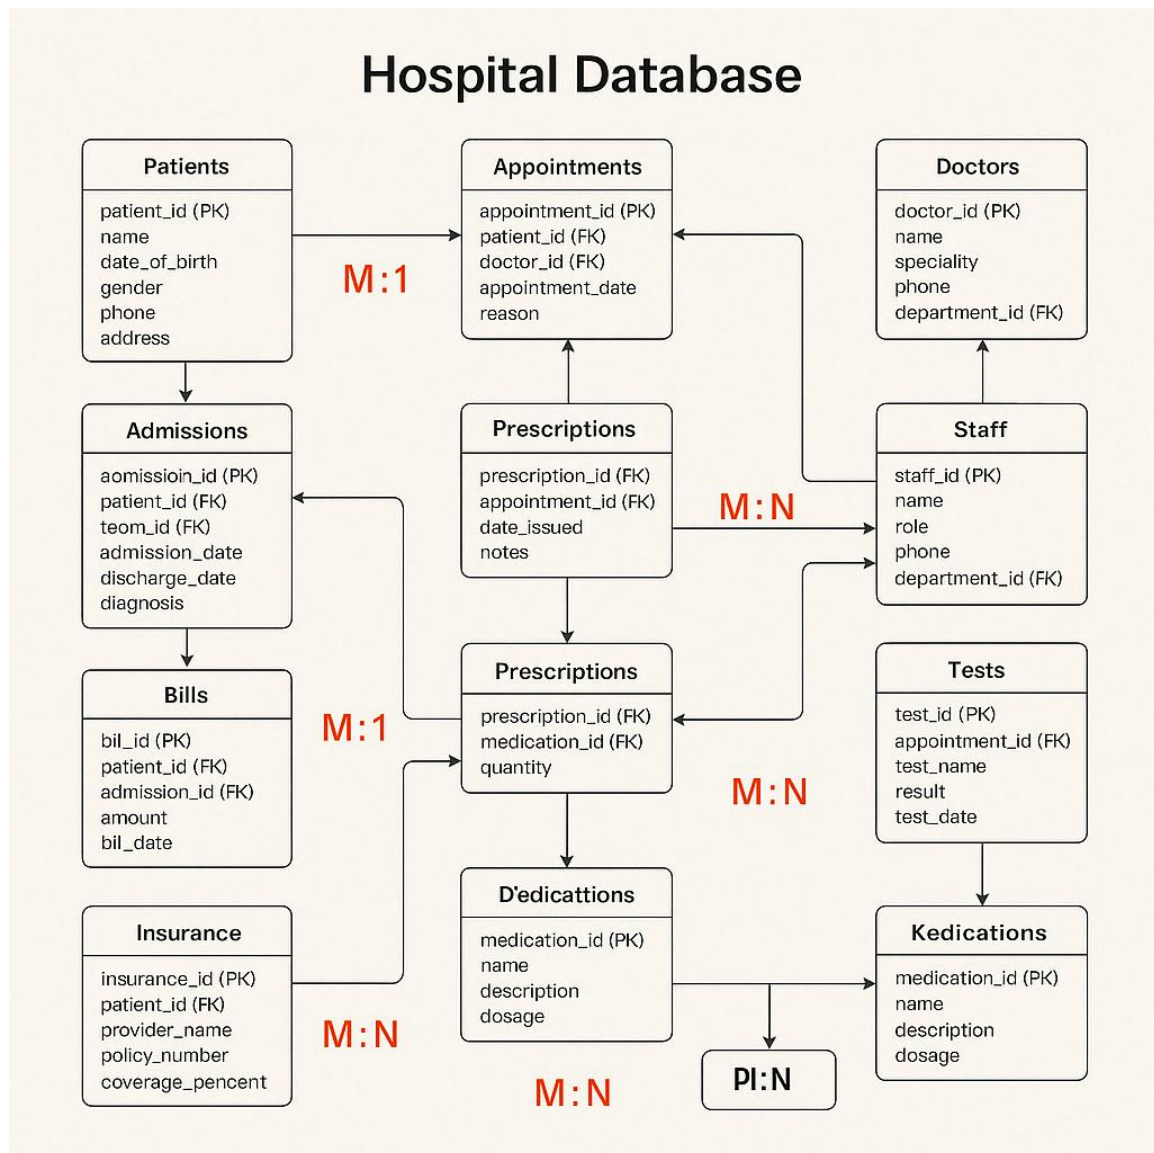 Hospital Database
Patients
patient_id (PK)
name
date_of_birth
gender
phone
address
Appointments
appointment_id (PK)
patient_id (FK)
doctor_id (FK)
appointment_date
reason
Doctors
doctor_id (PK)
name
speciality
phone
department_id (FK)
M:1
Admissions
aomissioin_id (PK)
patient_id (FK)
teom_id (FK)
admission_date
discharge_date
diagnosis
Prescriptions
prescription_id (FK)
appointment_id (FK)
date_issued
notes
M:N
Staff
staff_id (PK)
name
role
phone
department_id (FK)
Bills
bil_id (PK)
patient_id (FK)
admission_id (FK)
amount
bil_date
M:1
Prescriptions
prescription_id (FK)
medication_id (FK)
quantity
M:N
Tests
test_id (PK)
appointment_id (FK)
test_name
result
test_date
Insurance
insurance_id (PK)
patient_id (FK)
provider_name
policy_number
coverage_pencent
M:N
D'edicattions
medication_id (PK)
name
description
dosage
M:N
PI:N
Kedications
medication_id (PK)
name
description
dosage